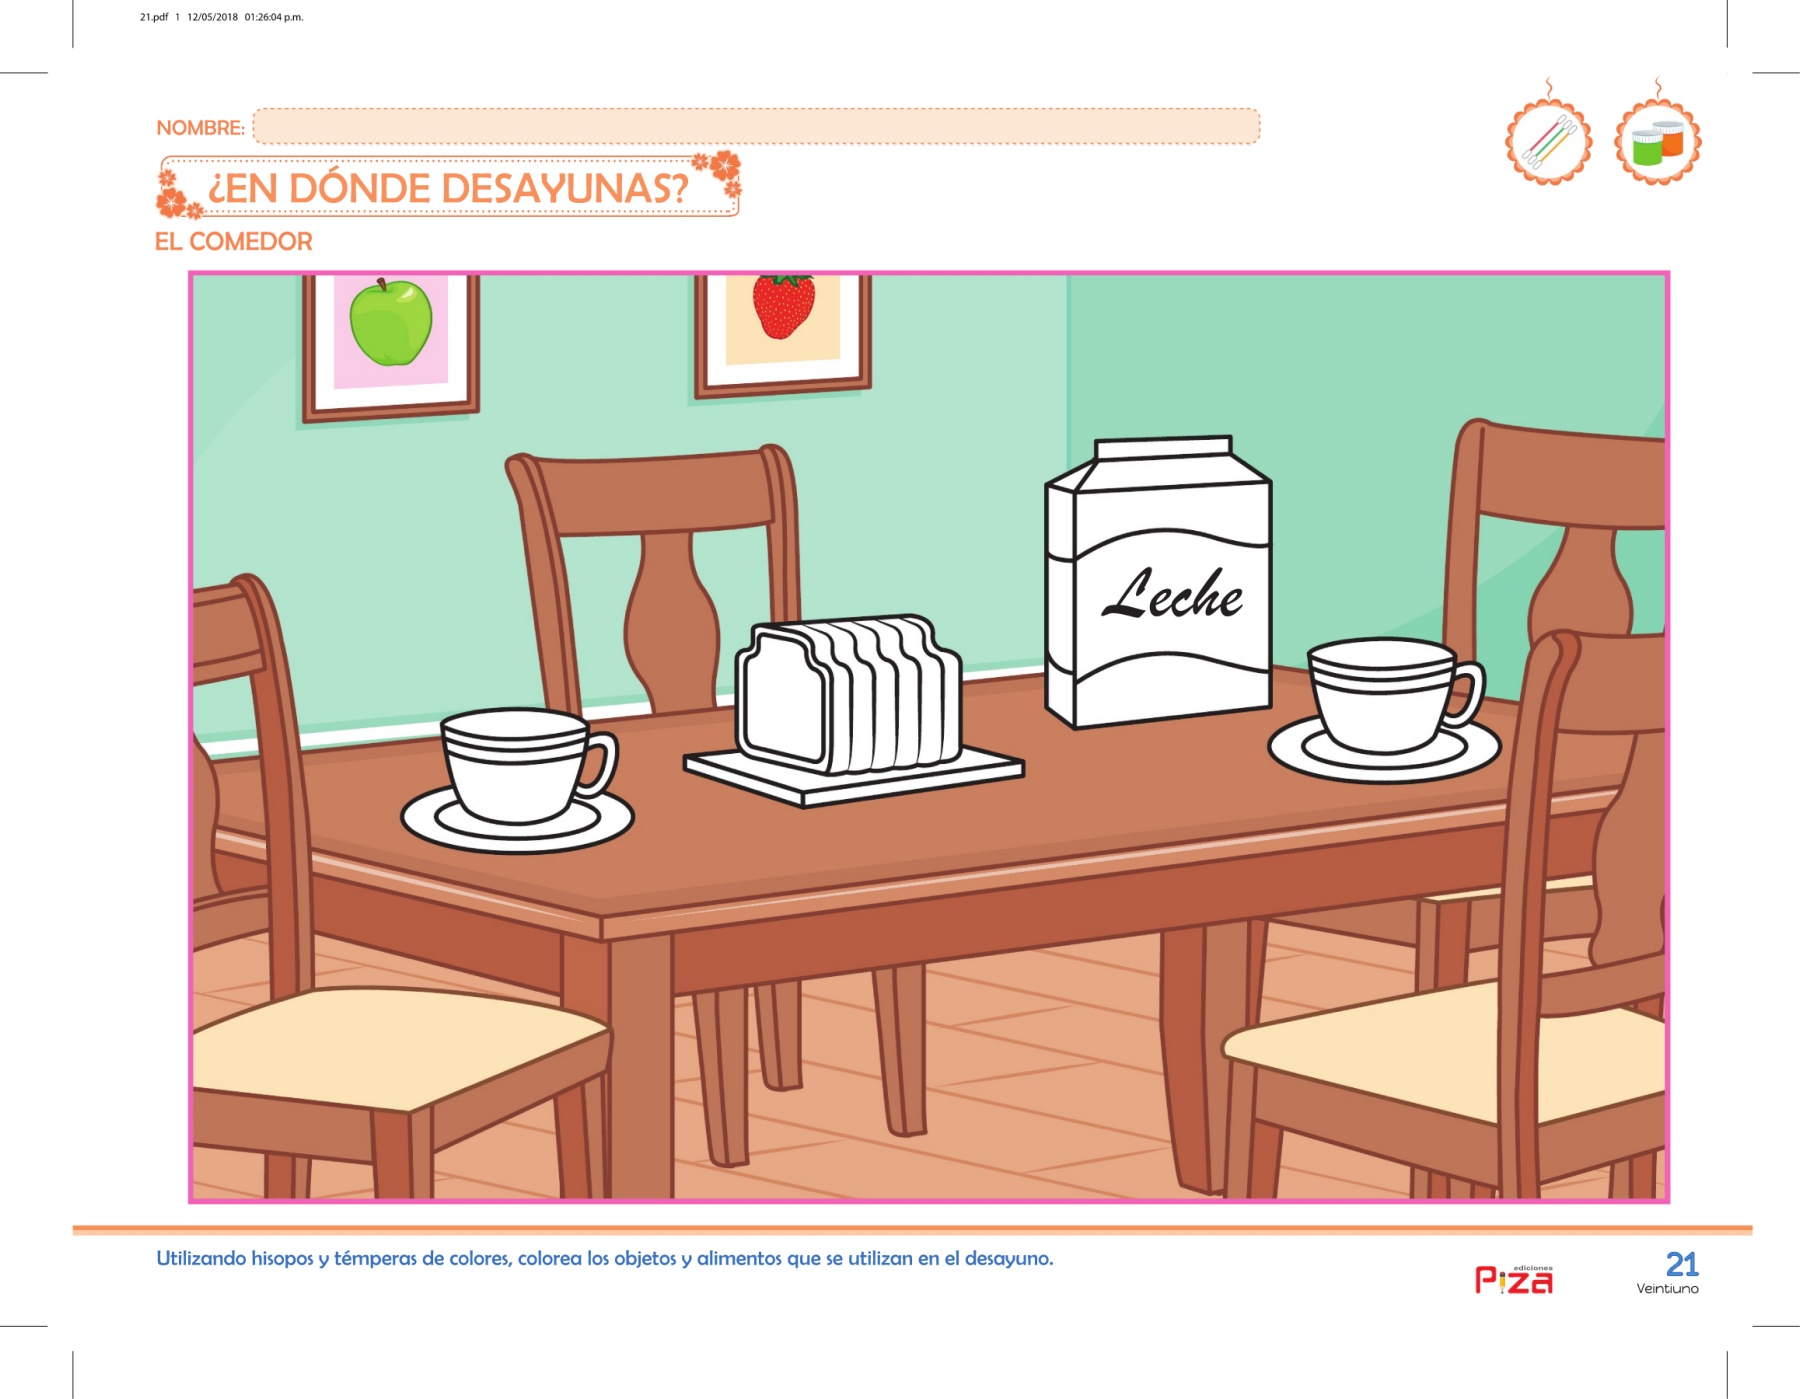 21.pdf 1 12/05/2018 01:26:04 p.m.
NOMBRE:
¿EN DÓNDE DESAYUNAS?
EL COMEDOR
Leche
Utilizando hisopos y témperas de colores, colorea los objetos y alimentos que se utilizan en el desayuno.
ediciones
Piza
21
Veintiuno